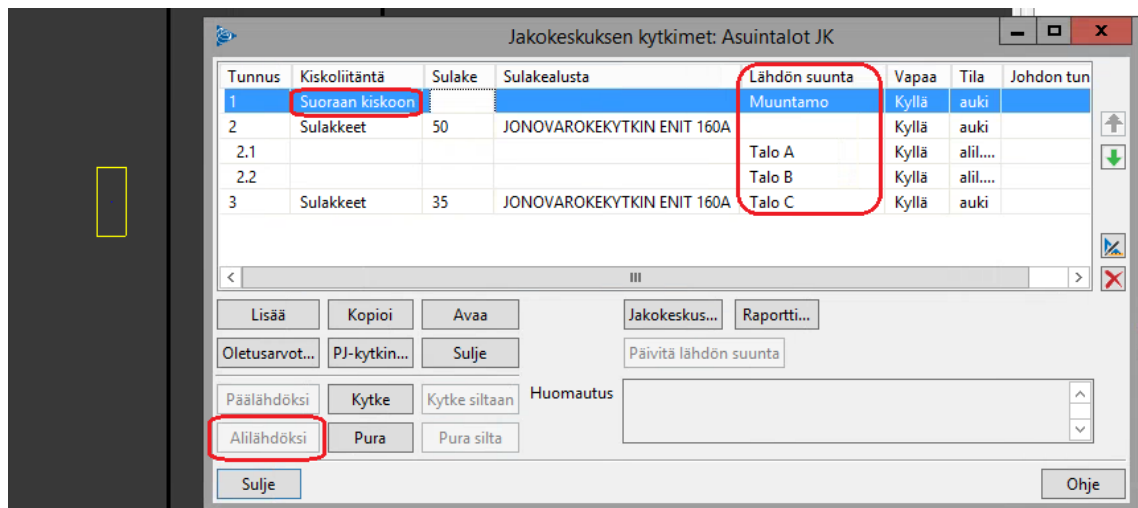 Jakokeskuksen kytkimet: Asuintalot JK
Tunnus Kiskoliitäntä Sulake Sulakealusta Lähdön suunta Vapaa Tila Johdon tun
1 Suoraan kiskoon Muuntamo Kyllä auki
2 Sulakkeet 50 JONOVAROKEKYTKIN ENIT 160A Kyllä auki
2.1 Talo A Kyllä alil....
2.2 Talo B Kyllä alil....
3 Sulakkeet 35 JONOVAROKEKYTKIN ENIT 160A Talo C Kyllä auki
Lisää Kopioi Avaa Jakokeskus... Raportti...
Oletusarvot... PJ-kytkin... Sulje Päivitä lähdön suunta
Päälähdöksi Kytke Kytke siltaan Huomautus
Alilähdöksi Pura Pura silta
Sulje Ohje